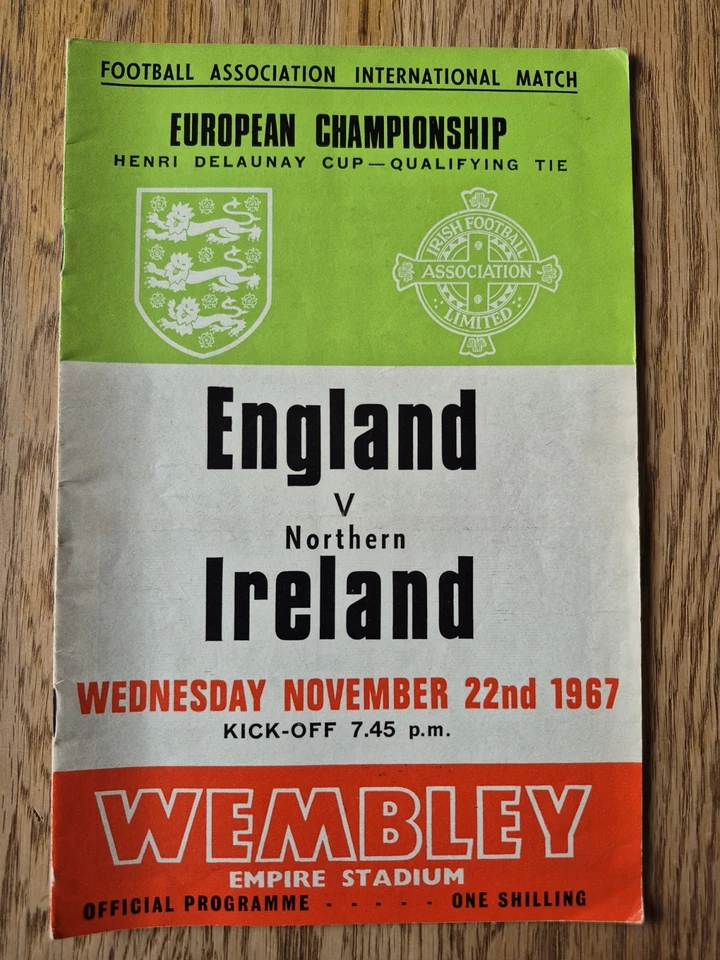 FOOTBALL ASSOCIATION INTERNATIONAL MATCH
EUROPEAN CHAMPIONSHIP
HENRI DELAUNAY CUP—QUALIFYING TIE
IRISH FOOTBALL
ASSOCIATION
LIMITED
England
V
Northern
Ireland
WEDNESDAY NOVEMBER 22nd 1967
KICK-OFF 7.45 p.m.
WEMBLEY
EMPIRE STADIUM
OFFICIAL PROGRAMME - - - - - ONE SHILLING